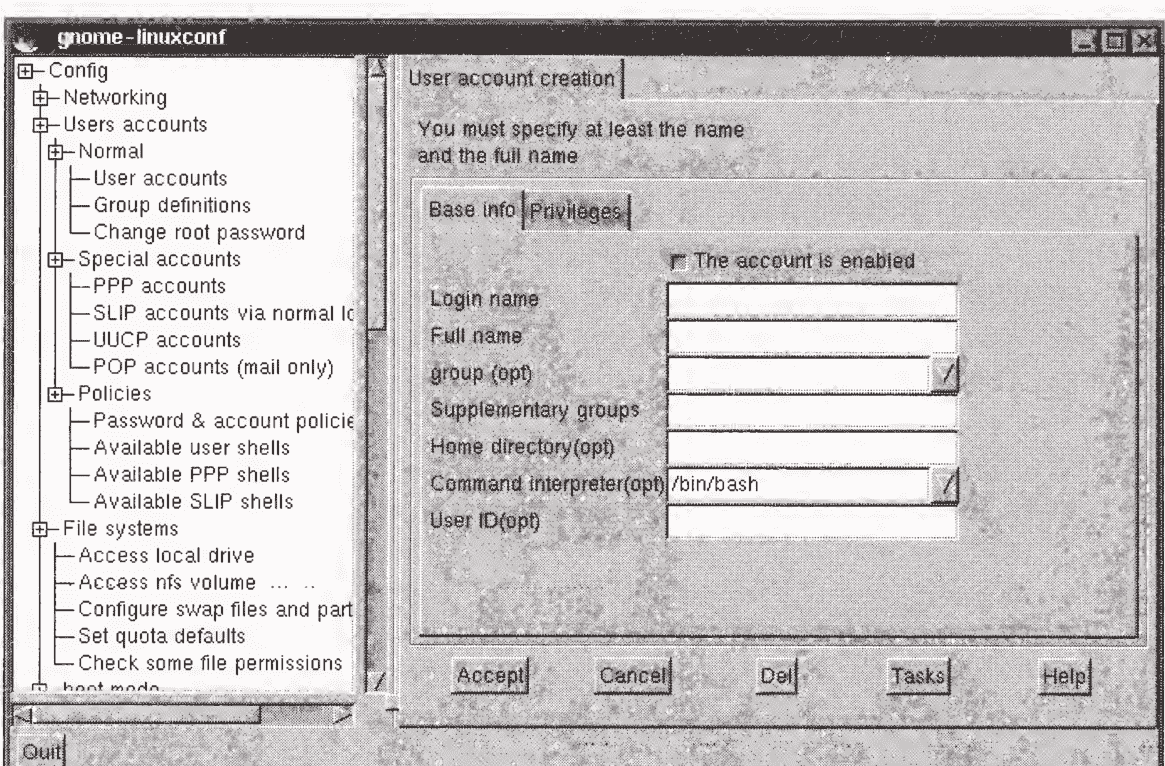 gnome-linuxconf
Config
Networking
Users accounts
Normal
User accounts
Group definitions
Change root password
Special accounts
PPP accounts
SLIP accounts via normal lo
UUCP accounts
POP accounts (mail only)
Policies
Password & account policie
Available user shells
Available PPP shells
Available SLIP shells
File systems
Access local drive
Access nfs volume
Configure swap files and part
Set quota defaults
Check some file permissions
boot mode
Quit
User account creation
You must specify at least the name
and the full name
Base info Privileges
The account is enabled
Login name
Full name
group (opt)
Supplementary groups
Home directory(opt)
Command interpreter(opt) /bin/bash
User ID(opt)
Accept Cancel Del Tasks Help